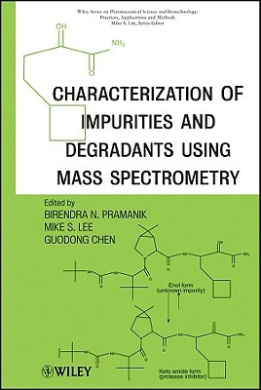 Wiley Series on Pharmaceutical Science and Biotechnology:
Practices, Applications and Methods
Mike S. Lee, Series Editor
OH
NH₂
O
CHARACTERIZATION OF
IMPURITIES AND
DEGRADANTS USING
MASS SPECTROMETRY
Edited by
BIRENDRA N. PRAMANIK
MIKE S. LEE
GUODONG CHEN
Enol form
(unknown impurity)
Keto amide form
(protease inhibitor)
WILEY